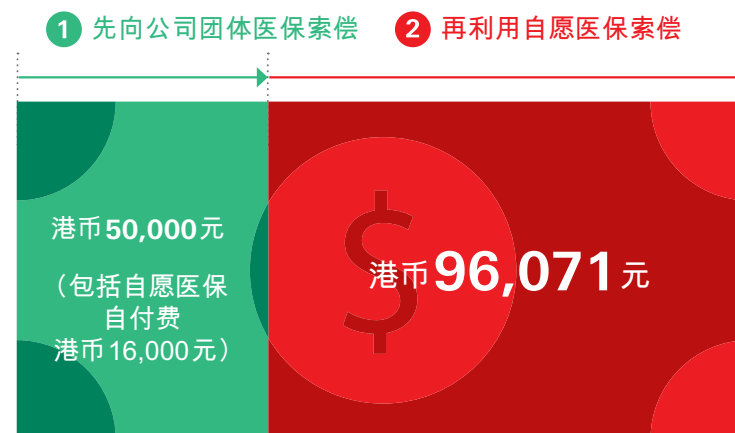 1 先向公司团体医保索偿
2 再利用自愿医保索偿
港币50,000元
（包括自愿医保
自付费
港币16,000元）
$
港币96,071元